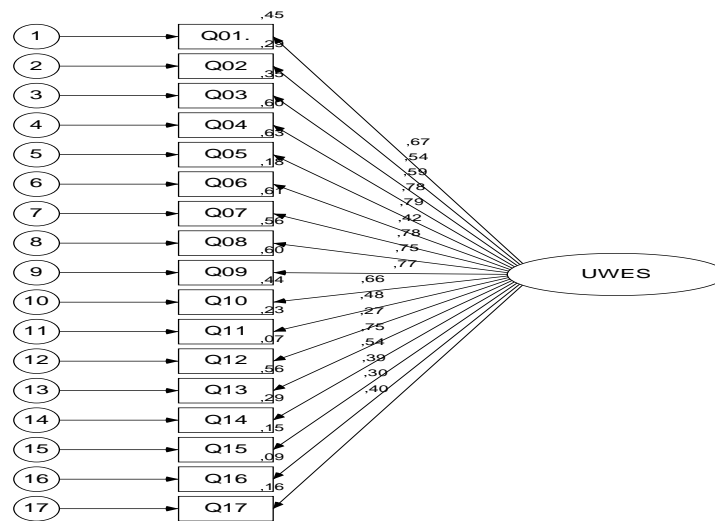 ,45
1 Q01.
,29
2 Q02
,35
3 Q03
,60
4 Q04
,67
,63
,54
5 Q05
,59
,18
,78
6 Q06
,79
,61
,42
7 Q07
,78
,56
,75
8 Q08
,77
,60
9 Q09 UWES
,44
,66
10 Q10
,48
,23
,27
11 Q11
,75
,07
,54
12 Q12
,39
,56
,30
13 Q13
,40
,29
14 Q14
,15
15 Q15
,09
16 Q16
,16
17 Q17